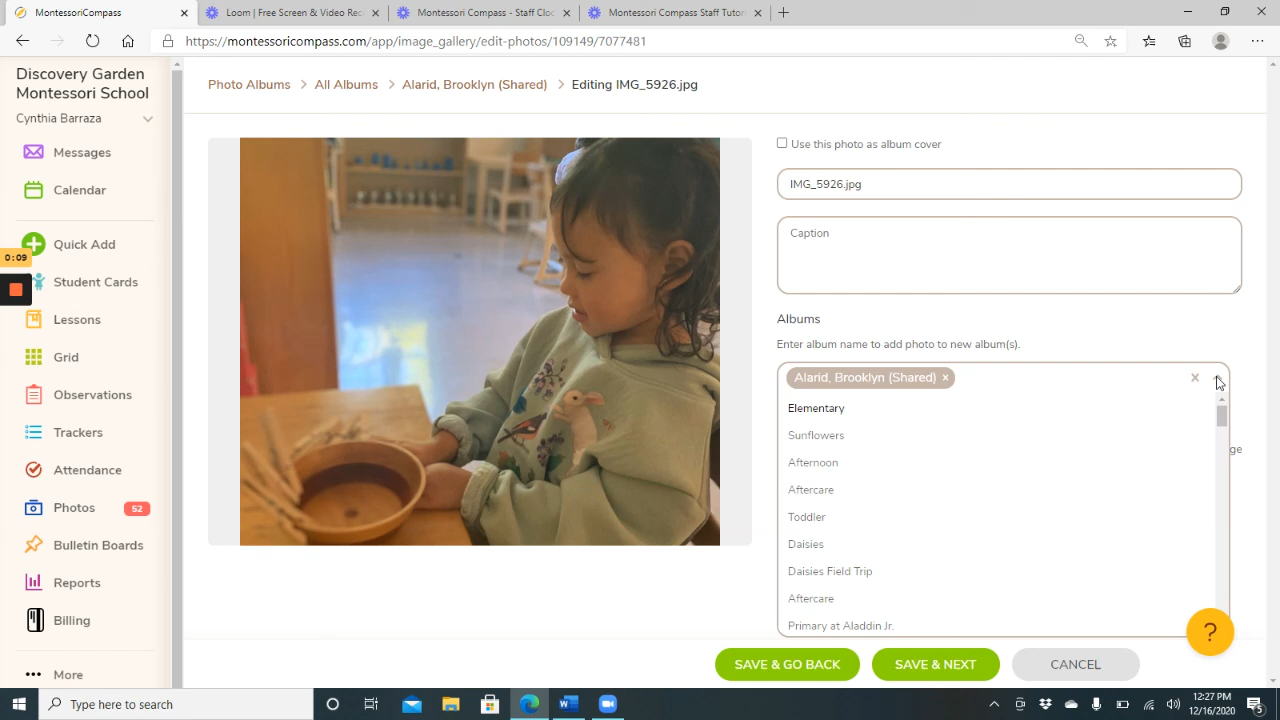 Montessori Compass
Loom | Free Screen & Video Rec
Montessori Compass - Staff Cloc
Montessori Compass Staff Tutor
https://montessoricompass.com/app/image_gallery/edit-photos/109149/7077481
Discovery Garden
Montessori School
Cynthia Barraza
Messages
Calendar
Quick Add
0:09
Student Cards
Lessons
Grid
Observations
Trackers
Attendance
Photos 52
Bulletin Boards
Reports
Billing
More
Photo Albums > All Albums > Alarid, Brooklyn (Shared) > Editing IMG_5926.jpg
Use this photo as album cover
IMG_5926.jpg
Caption
Albums
Enter album name to add photo to new album(s).
Alarid, Brooklyn (Shared) ×
Elementary
Sunflowers
Afternoon
Aftercare
Toddler
Daisies
Daisies Field Trip
Aftercare
Primary at Aladdin Jr.
ge
?
SAVE & GO BACK
SAVE & NEXT
CANCEL
Type here to search
12:27 PM
12/16/2020
5